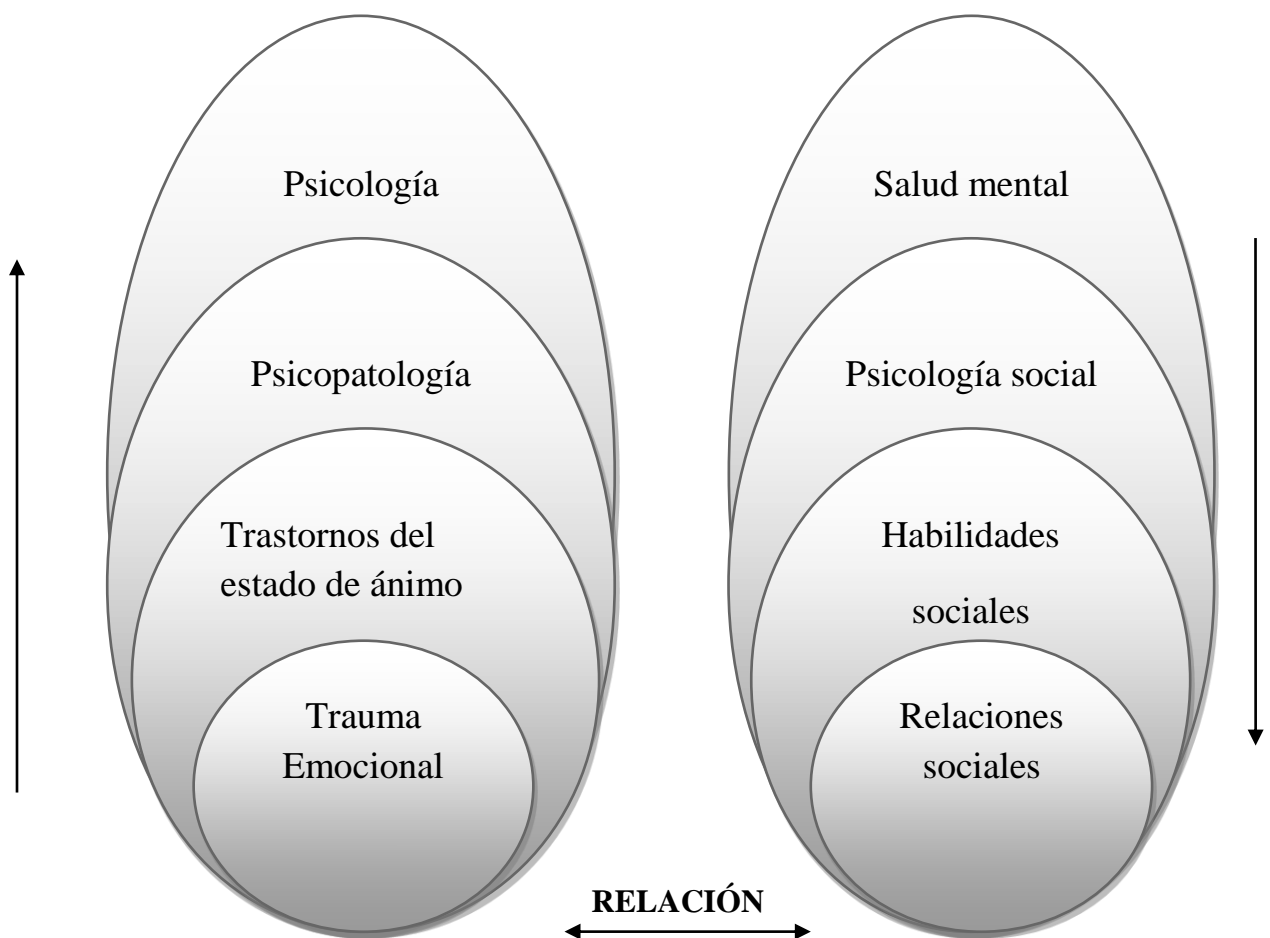 Psicología
Psicopatología
Trastornos del
estado de ánimo
Trauma
Emocional
Salud mental
Psicología social
Habilidades
sociales
Relaciones
sociales
RELACIÓN